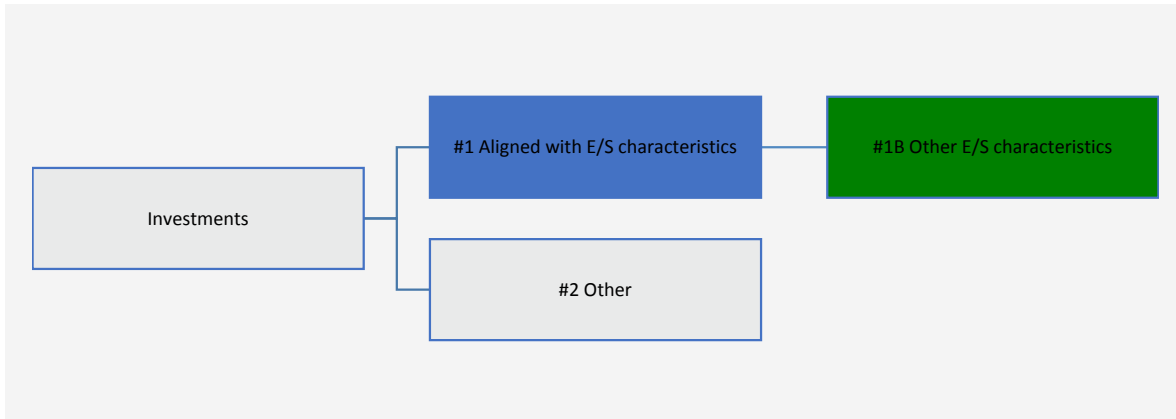 #1 Aligned with E/S characteristics
#1B Other E/S characteristics
Investments
#2 Other